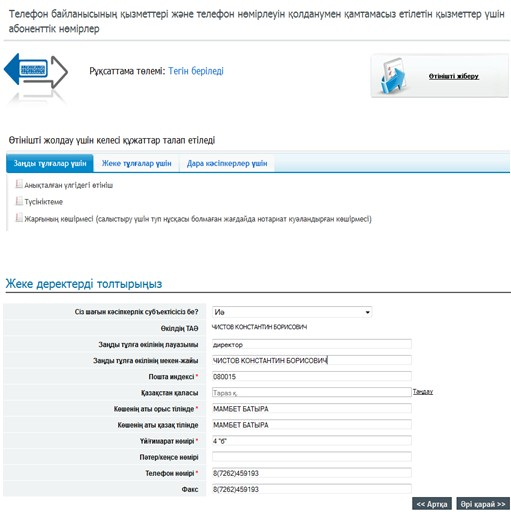 Телефон байланысының қызметтері және телефон нөмірлеуін қолданумен қамтамасыз етілетін қызметтер үшін
абоненттік нөмірлер
Рұқсаттама төлемі: Тегін беріледі
Өтінішті жіберу
Өтінішті жолдау үшін келесі құжаттар талап етіледі
Заңды тұлғалар үшін Жеке тұлғалар үшін Дара кәсіпкерлер үшін
Анықталған үлгідегі өтініш
Түсініктеме
Жарғының көшірмесі (салыстыру үшін түп нұсқасы болмаған жағдайда нотариат куәландырған көшірмесі)
Жеке деректерді толтырыңыз
Сіз шағын кәсіпкерлік субъектісісіз бе? Иә
Өкілдің ТАӘ ЧИСТОВ КОНСТАНТИН БОРИСОВИЧ
Заңды тұлға өкілінің лауазымы директор
Заңды тұлға өкілінің мекен-жайы ЧИСТОВ КОНСТАНТИН БОРИСОВИЧ
Пошта индексі * 080015
Қазақстан қаласы Тараз қ. Таңдау
Көшенің аты орыс тілінде * МАМБЕТ БАТЫРА
Көшенің аты қазақ тілінде МАМБЕТ БАТЫРА
Үй/ғимарат нөмірі * 4 "б"
Пәтер/кеңсе нөмірі
Телефон нөмірі * 8(7262)459193
Факс 8(7262)459193
<< Артқа Әрі қарай >>